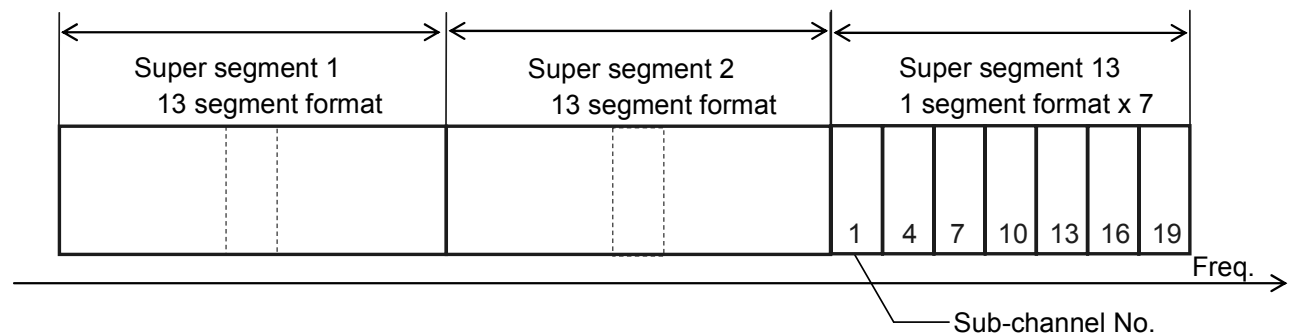 Super segment 1
13 segment format
Super segment 2
13 segment format
Super segment 13
1 segment format x 7
1 4 7 10 13 16 19
Freq.
Sub-channel No.